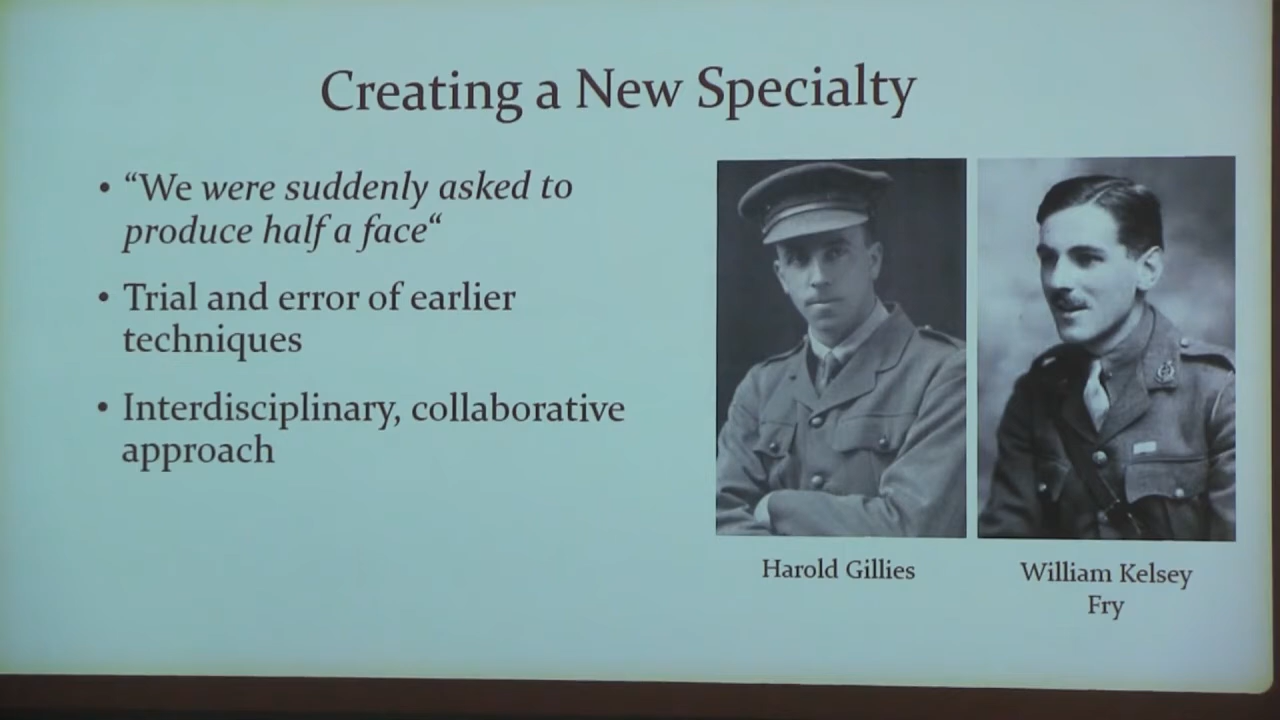 Creating a New Specialty
• “We were suddenly asked to
produce half a face“
• Trial and error of earlier
techniques
• Interdisciplinary, collaborative
approach
Harold Gillies
William Kelsey
Fry